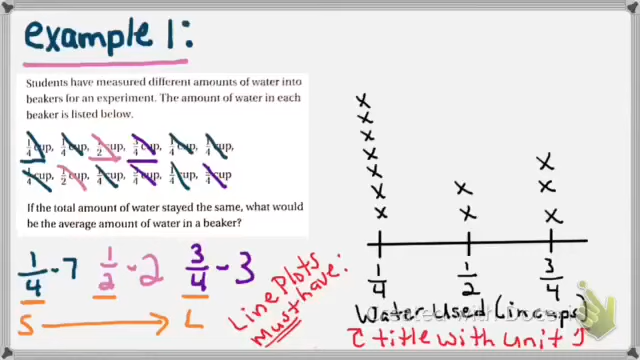 example 1:
Students have measured different amounts of water into
beakers for an experiment. The amount of water in each
beaker is listed below.
1/4 cup, 1/4 cup, 1/2 cup, 3/4 cup, 1/4 cup, 1/4 cup,
1/4 cup, 1/2 cup, 1/4 cup, 3/4 cup, 1/4 cup, 3/4 cup
If the total amount of water stayed the same, what would
be the average amount of water in a beaker?
1/4 - 7 1/2 - 2 3/4 - 3
S L
Line Plots
Must have:
x
x
x
x
x x
x x x
x x x
1/4 1/2 3/4
Water Used (in cups)
[title with unit]